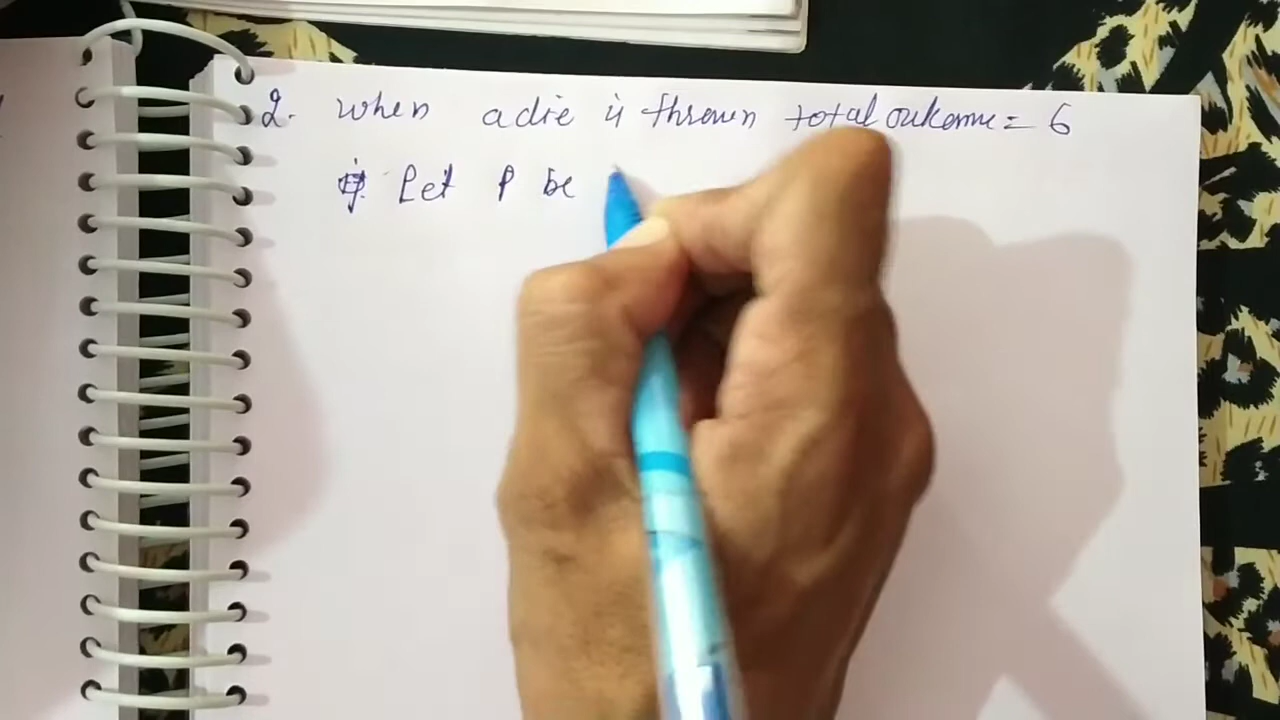 2. when a die is thrown total outcome = 6
i. Let P be